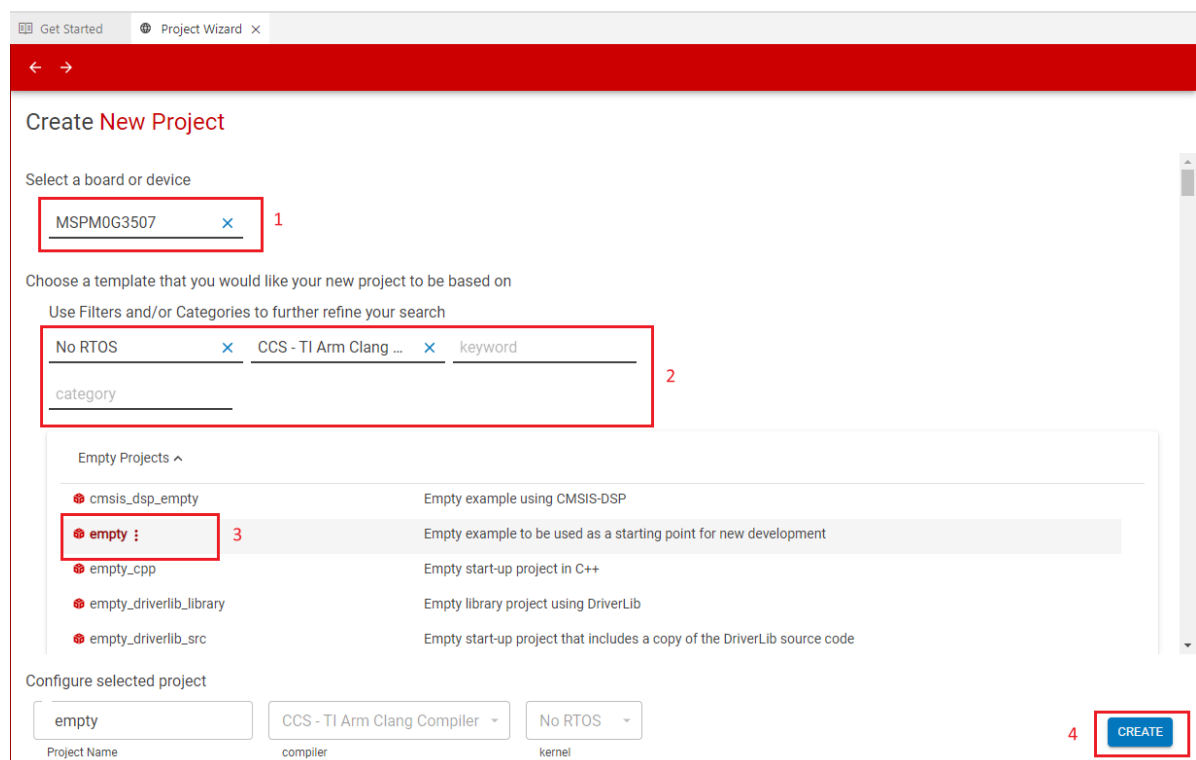 Get Started Project Wizard
Create New Project
Select a board or device
MSPM0G3507
1
Choose a template that you would like your new project to be based on
Use Filters and/or Categories to further refine your search
No RTOS CCS - TI Arm Clang ... keyword
2
category
Empty Projects
cmsis_dsp_empty Empty example using CMSIS-DSP
empty 3 Empty example to be used as a starting point for new development
empty_cpp Empty start-up project in C++
empty_driverlib_library Empty library project using DriverLib
empty_driverlib_src Empty start-up project that includes a copy of the DriverLib source code
Configure selected project
empty CCS - TI Arm Clang Compiler No RTOS
4 CREATE
Project Name compiler kernel